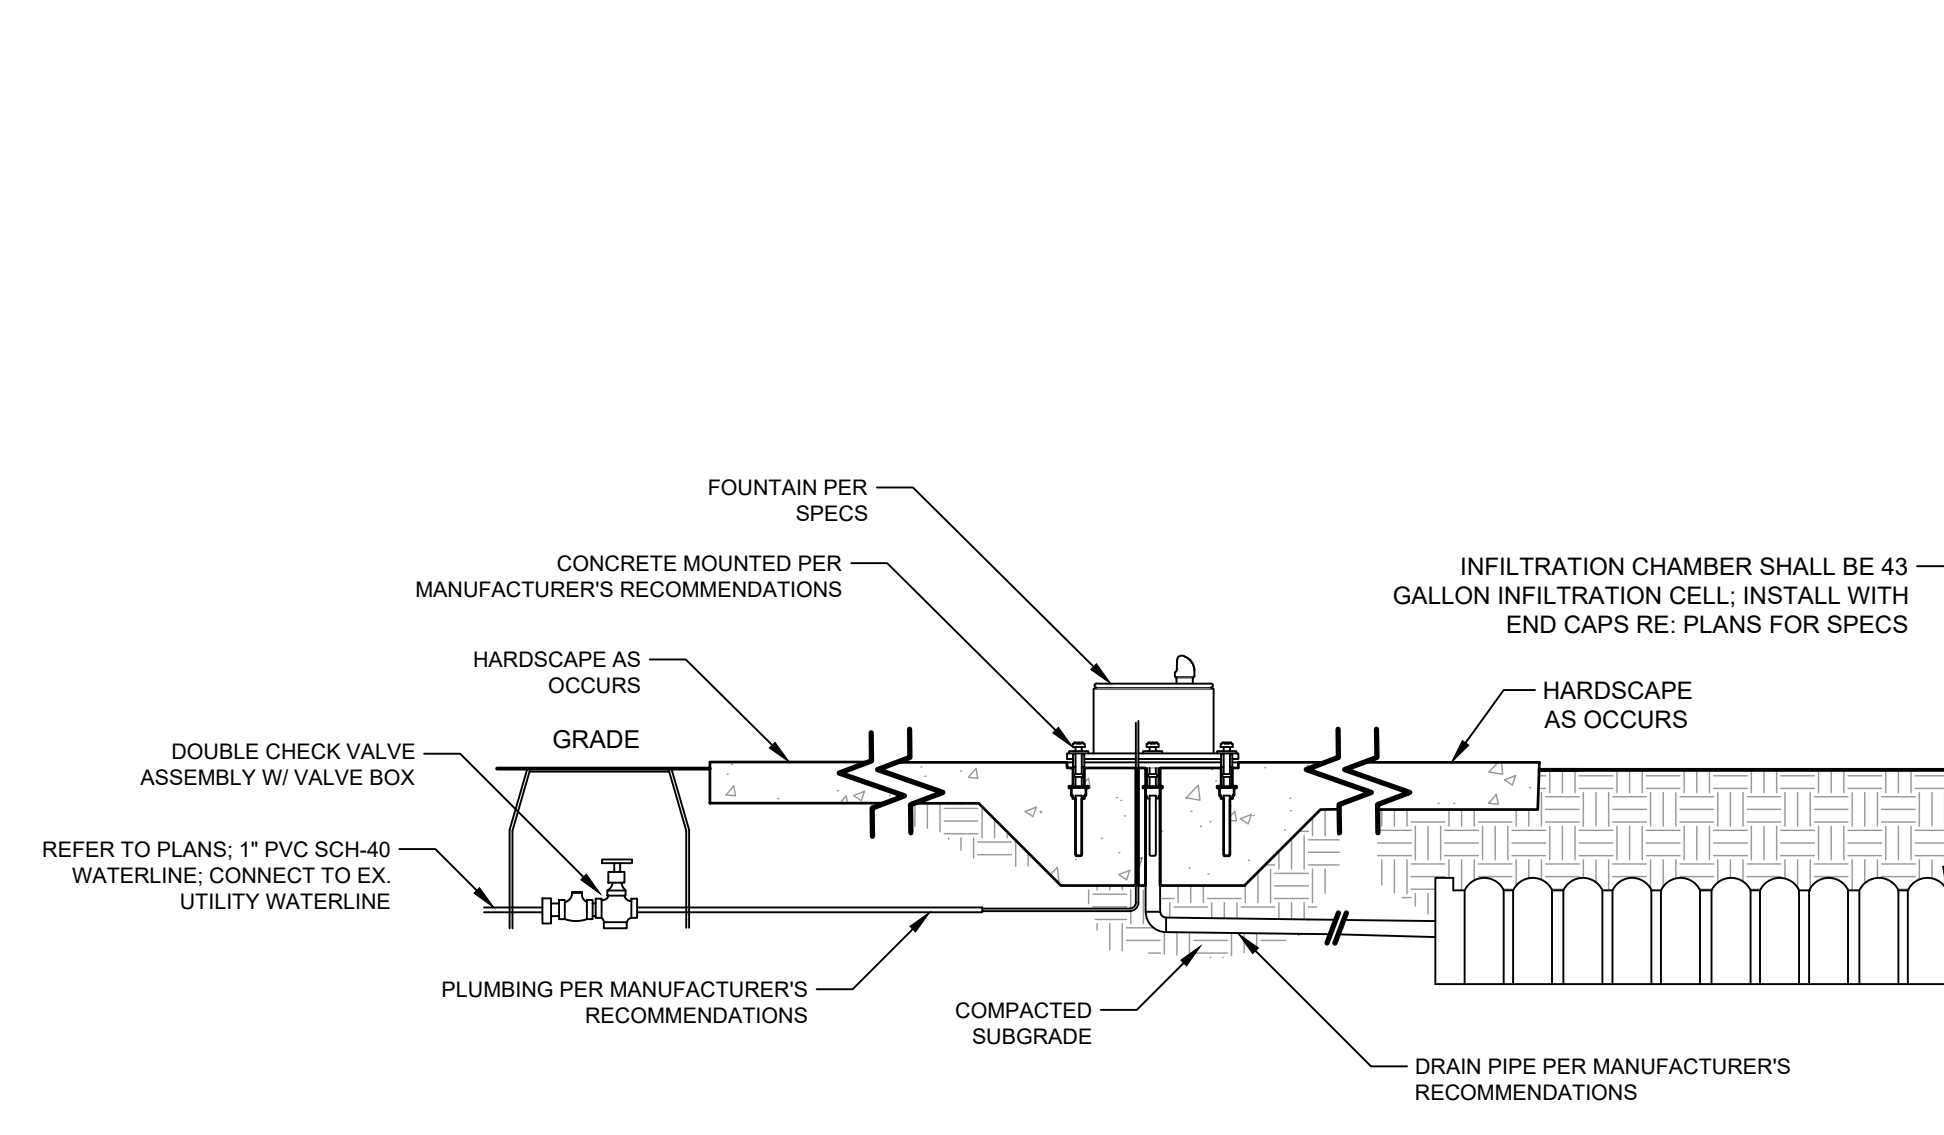 FOUNTAIN PER
SPECS
CONCRETE MOUNTED PER
MANUFACTURER'S RECOMMENDATIONS
INFILTRATION CHAMBER SHALL BE 43
GALLON INFILTRATION CELL; INSTALL WITH
END CAPS RE: PLANS FOR SPECS
HARDSCAPE AS
OCCURS
HARDSCAPE
AS OCCURS
GRADE
DOUBLE CHECK VALVE
ASSEMBLY W/ VALVE BOX
REFER TO PLANS; 1" PVC SCH-40
WATERLINE; CONNECT TO EX.
UTILITY WATERLINE
PLUMBING PER MANUFACTURER'S
RECOMMENDATIONS
COMPACTED
SUBGRADE
DRAIN PIPE PER MANUFACTURER'S
RECOMMENDATIONS